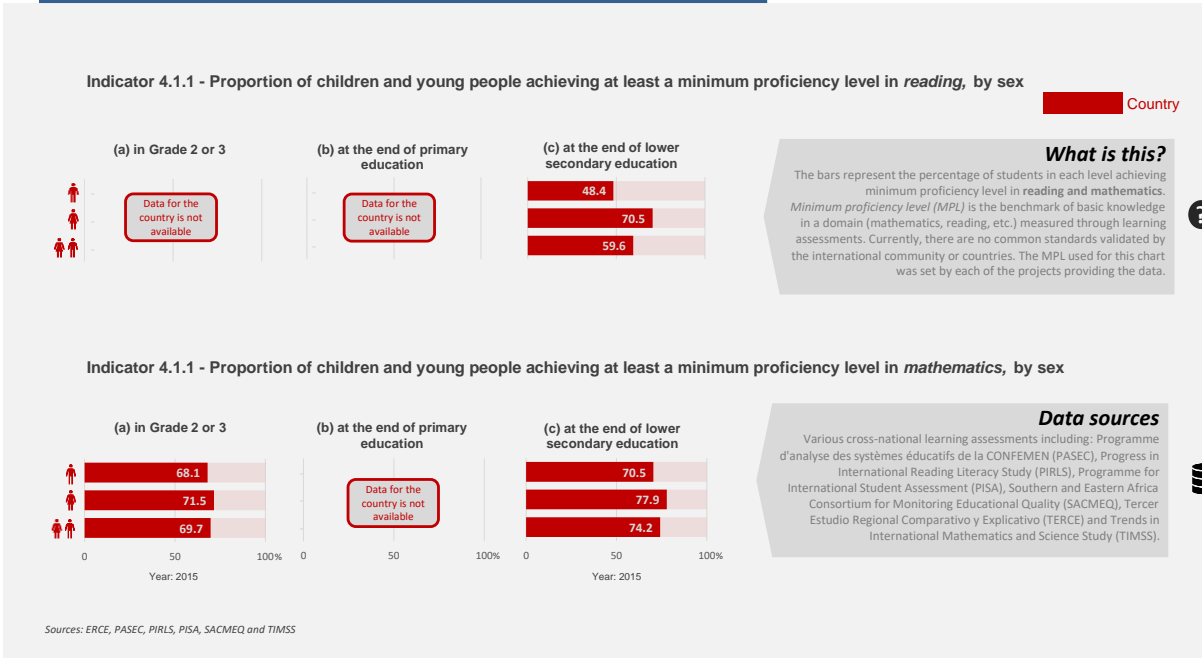 Indicator 4.1.1 - Proportion of children and young people achieving at least a minimum proficiency level in reading, by sex
Country
(a) in Grade 2 or 3
Data for the
country is not
available
(b) at the end of primary
education
Data for the
country is not
available
(c) at the end of lower
secondary education
48.4
70.5
59.6
What is this?
The bars represent the percentage of students in each level achieving
minimum proficiency level in reading and mathematics.
Minimum proficiency level (MPL) is the benchmark of basic knowledge
in a domain (mathematics, reading, etc.) measured through learning
assessments. Currently, there are no common standards validated by
the international community or countries. The MPL used for this chart
was set by each of the projects providing the data.
?
Indicator 4.1.1 - Proportion of children and young people achieving at least a minimum proficiency level in mathematics, by sex
(a) in Grade 2 or 3
68.1
71.5
69.7
0 50 100%
Year: 2015
(b) at the end of primary
education
Data for the
country is not
available
0 50 100%
(c) at the end of lower
secondary education
70.5
77.9
74.2
0 50 100%
Year: 2015
Data sources
Various cross-national learning assessments including: Programme
d'analyse des systèmes éducatifs de la CONFEMEN (PASEC), Progress in
International Reading Literacy Study (PIRLS), Programme for
International Student Assessment (PISA), Southern and Eastern Africa
Consortium for Monitoring Educational Quality (SACMEQ), Tercer
Estudio Regional Comparativo y Explicativo (TERCE) and Trends in
International Mathematics and Science Study (TIMSS).
Sources: ERCE, PASEC, PIRLS, PISA, SACMEQ and TIMSS